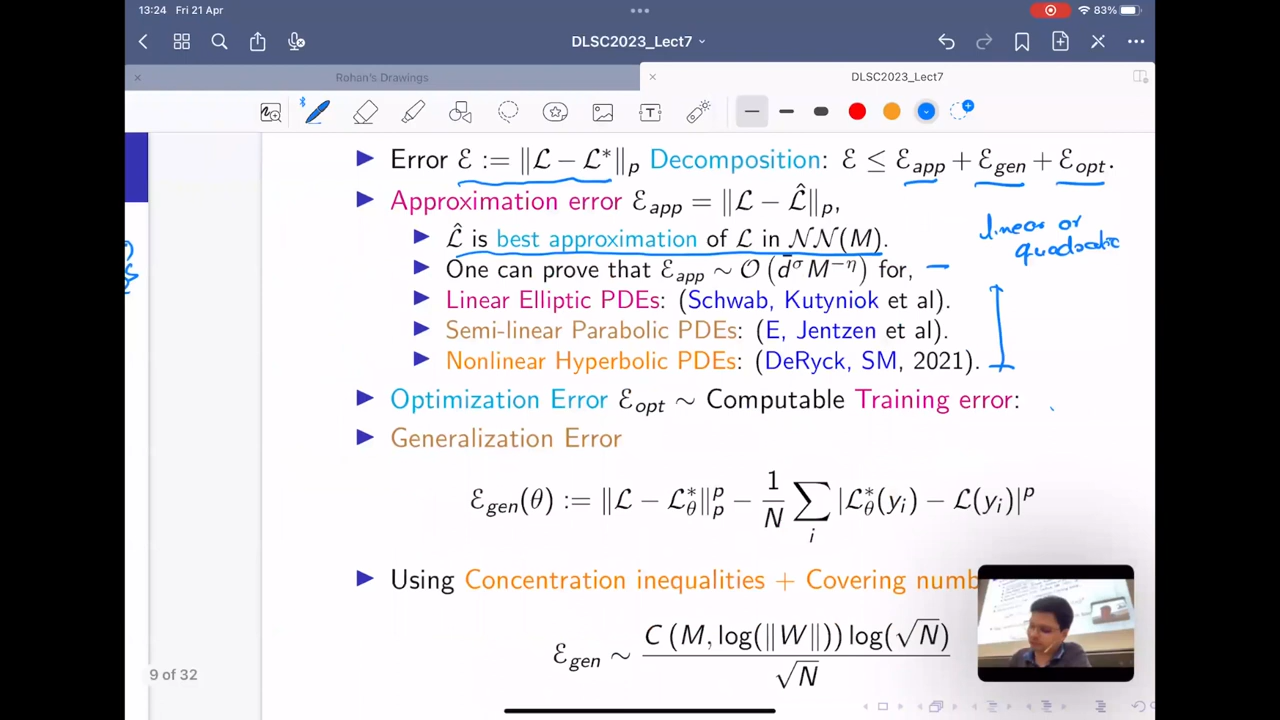 13:24 Fri 21 Apr
83%
DLSC2023_Lect7
Rohan's Drawings
DLSC2023_Lect7
▶ Error ℰ := ‖ℒ − ℒ*‖_p Decomposition: ℰ ≤ ℰ_app + ℰ_gen + ℰ_opt.
▶ Approximation error ℰ_app = ‖ℒ − ℒ̂‖_p,
▶ ℒ̂ is best approximation of ℒ in 𝒩𝒩(M).
linear or
quadratic
▶ One can prove that ℰ_app ∼ 𝒪 (d̄^σ M^−η) for,
▶ Linear Elliptic PDEs: (Schwab, Kutyniok et al).
▶ Semi-linear Parabolic PDEs: (E, Jentzen et al).
▶ Nonlinear Hyperbolic PDEs: (DeRyck, SM, 2021).
▶ Optimization Error ℰ_opt ∼ Computable Training error:
▶ Generalization Error
ℰ_gen(θ) := ‖ℒ − ℒ*_θ‖_p^p − 1/N ∑_i |ℒ*_θ(y_i) − ℒ(y_i)|^p
▶ Using Concentration inequalities + Covering num
ℰ_gen ∼ C (M, log(‖W‖)) log(√N) / √N
9 of 32